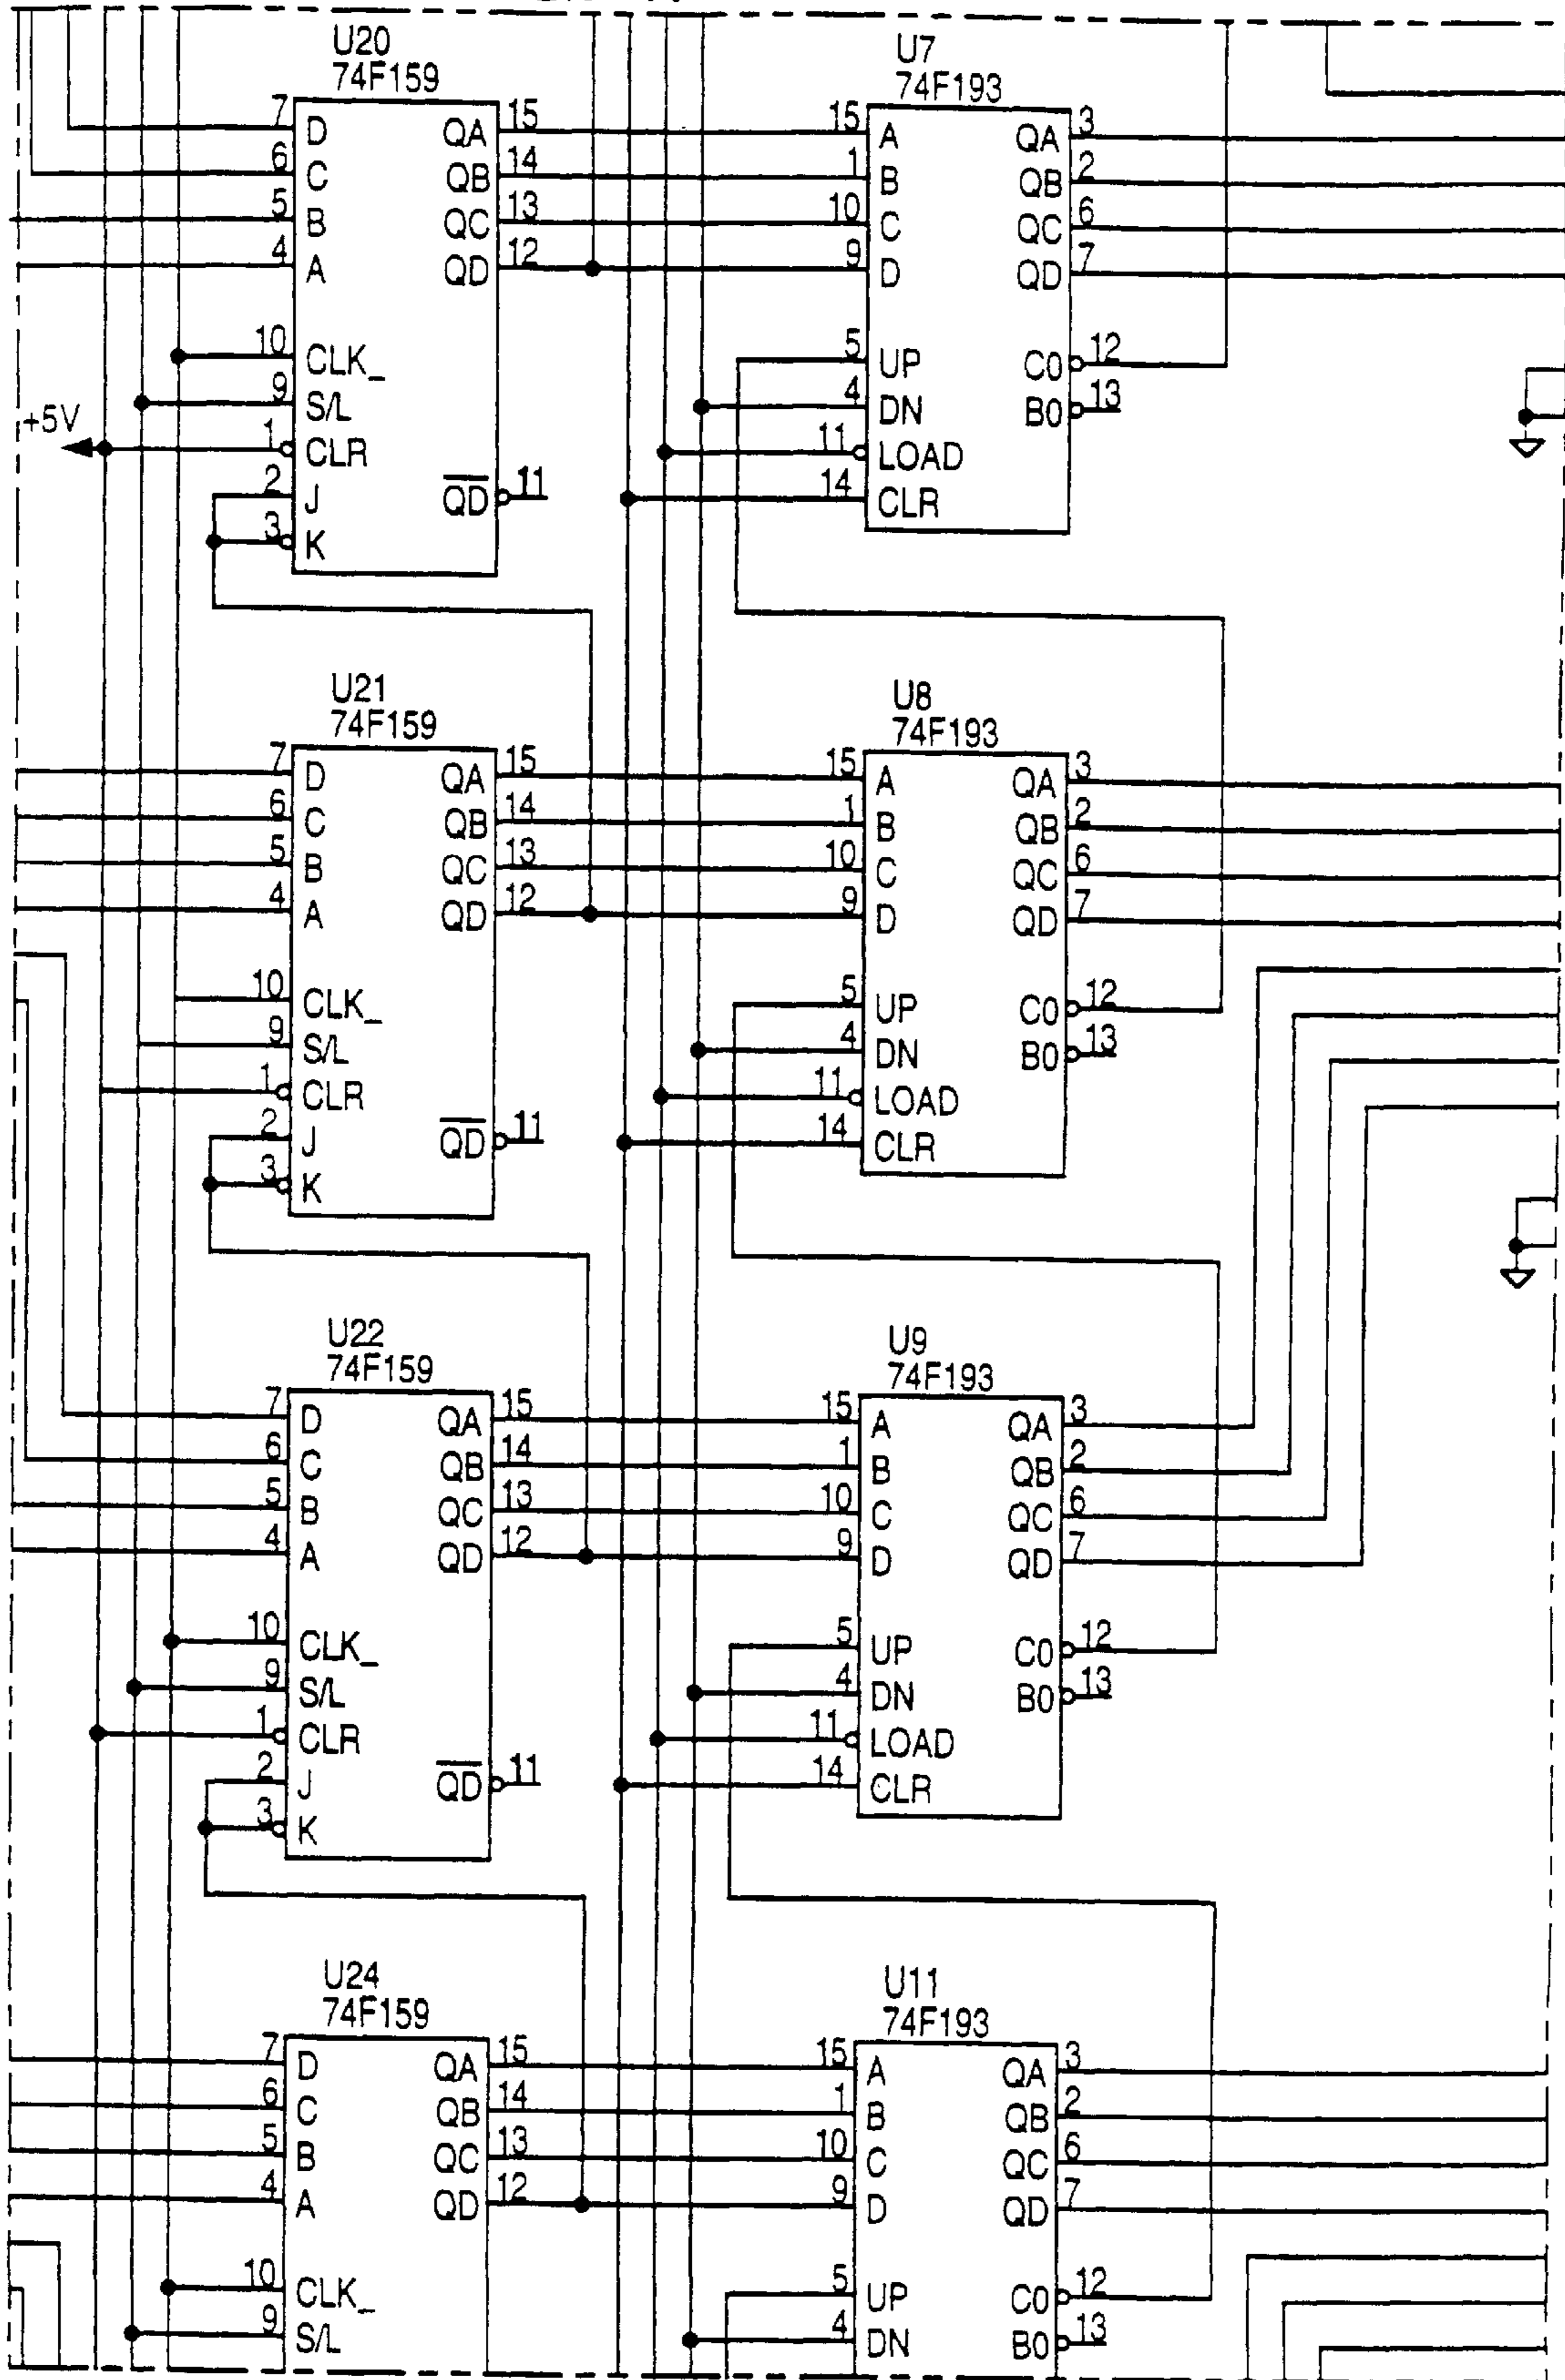 U20
74F159
7 D QA 15
6 C QB 14
5 B QC 13
4 A QD 12
10 CLK_
9 S/L
+5V
1 CLR
2 J QD 11
3 K
U7
74F193
15 A QA 3
1 B QB 2
10 C QC 6
9 D QD 7
5 UP C0 12
4 DN B0 13
11 LOAD
14 CLR
U21
74F159
7 D QA 15
6 C QB 14
5 B QC 13
4 A QD 12
10 CLK_
9 S/L
1 CLR
2 J QD 11
3 K
U8
74F193
15 A QA 3
1 B QB 2
10 C QC 6
9 D QD 7
5 UP C0 12
4 DN B0 13
11 LOAD
14 CLR
U22
74F159
7 D QA 15
6 C QB 14
5 B QC 13
4 A QD 12
10 CLK_
9 S/L
1 CLR
2 J QD 11
3 K
U9
74F193
15 A QA 3
1 B QB 2
10 C QC 6
9 D QD 7
5 UP C0 12
4 DN B0 13
11 LOAD
14 CLR
U24
74F159
7 D QA 15
6 C QB 14
5 B QC 13
4 A QD 12
10 CLK_
9 S/L
U11
74F193
15 A QA 3
1 B QB 2
10 C QC 6
9 D QD 7
5 UP C0 12
4 DN B0 13